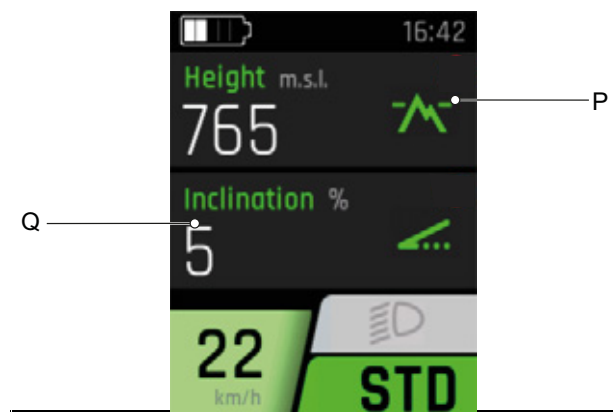 16:42
Height m.s.l.
765
P
Inclination %
Q
5
22
km/h
STD